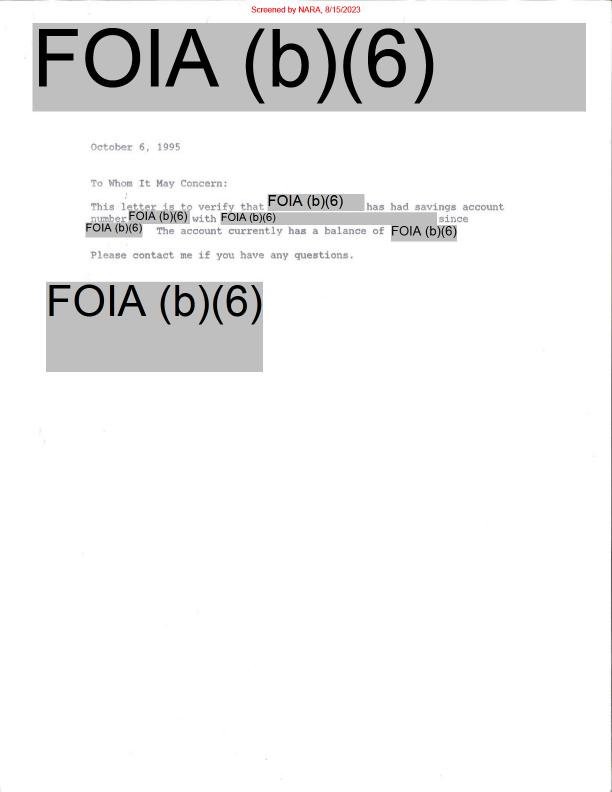 Screened by NARA, 8/15/2023
FOIA (b)(6)
October 6, 1995
To Whom It May Concern:
This letter is to verify that FOIA (b)(6) has had savings account
number FOIA (b)(6) with FOIA (b)(6) since
FOIA (b)(6) The account currently has a balance of FOIA (b)(6)
Please contact me if you have any questions.
FOIA (b)(6)